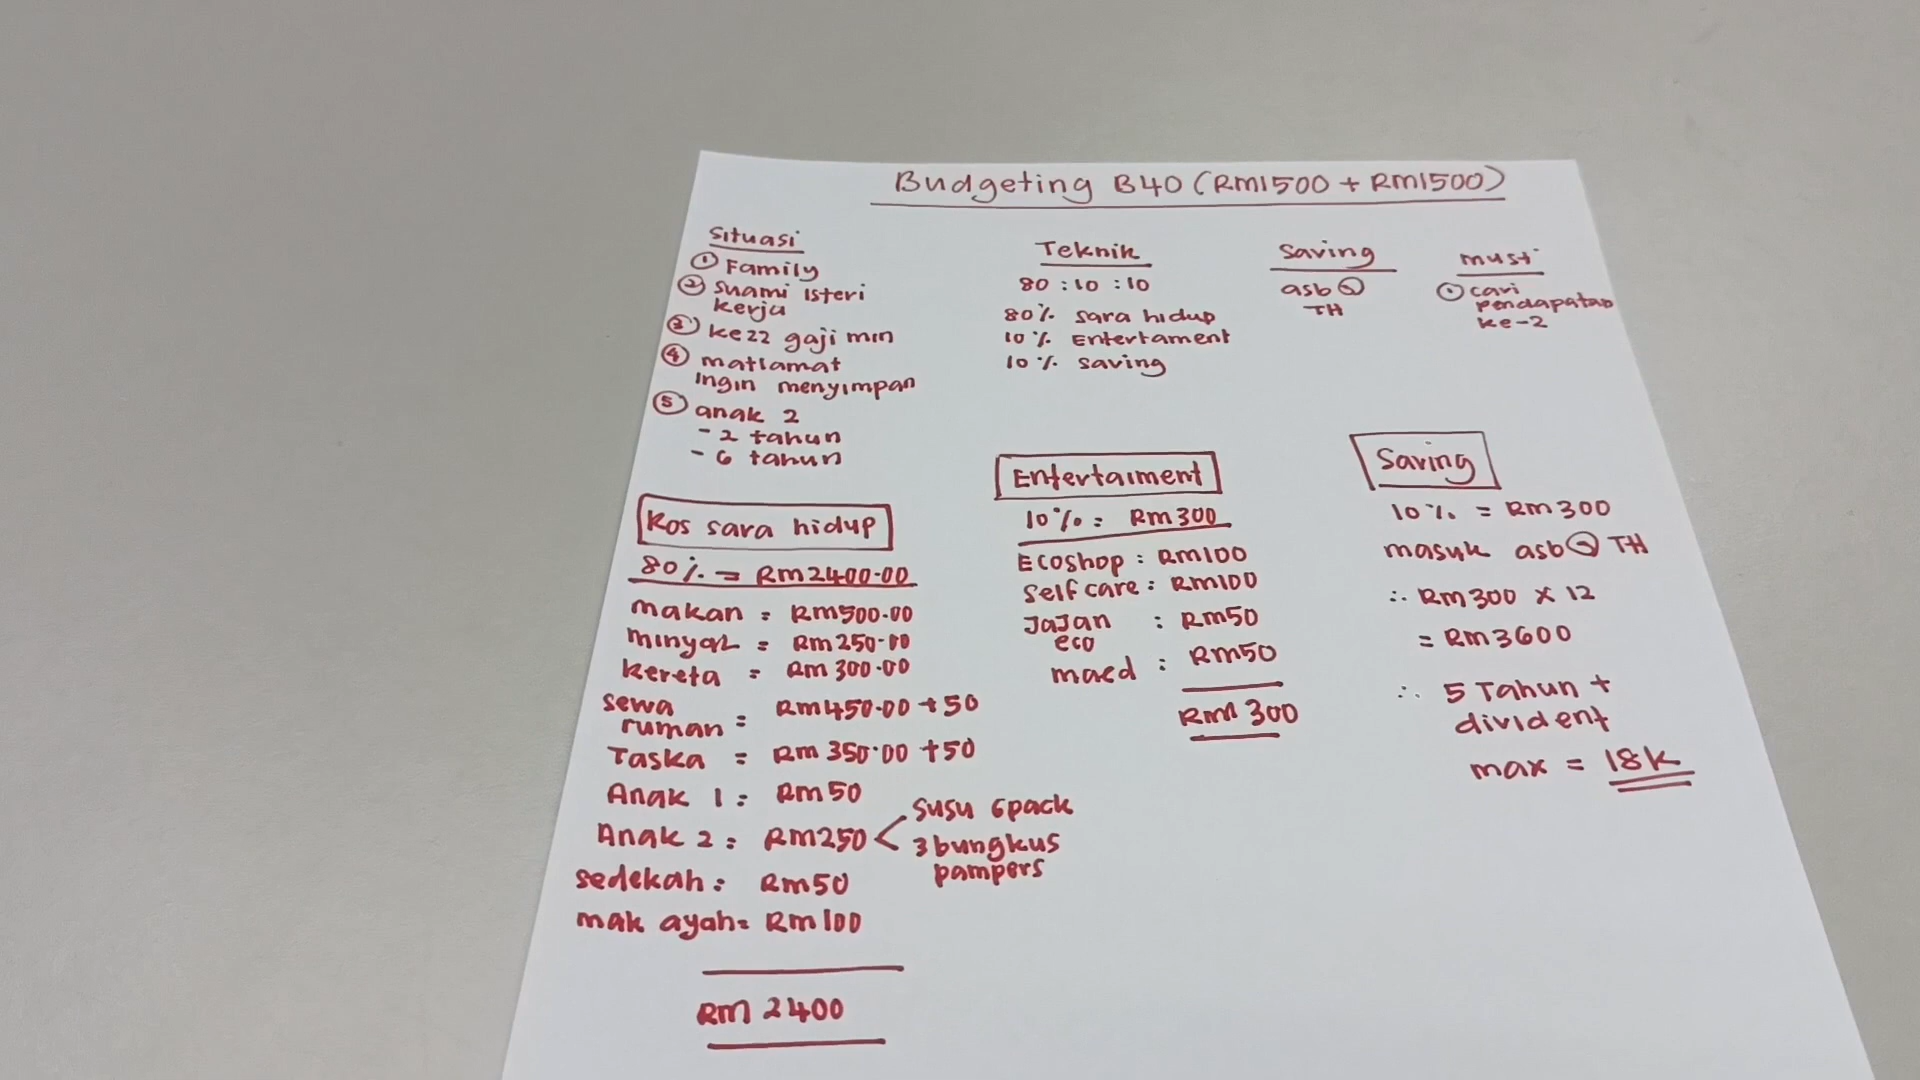 Budgeting B40 (RM1500 + RM1500)
Situasi
① Family
② suami isteri
kerja
③ ke22 gaji min
④ matlamat
ingin menyimpan
⑤ anak 2
- 2 tahun
- 6 tahun
Teknik
80 : 10 : 10
80% sara hidup
10% Entertament
10% saving
Saving
asb
TH
must
① cari
pendapatan
ke-2
Kos sara hidup
80% = RM2400.00
makan = RM500.00
minyak = RM250.00
kereta = RM300.00
sewa
rumah = RM450.00 + 50
Taska = RM350.00 + 50
Anak 1 : RM50
Anak 2 : RM250 < susu 6pack
3 bungkus
pampers
sedekah : RM50
mak ayah = RM100
RM 2400
Entertaiment
10% = RM300
Ecoshop : RM100
Self care : RM100
JaJan : RM50
eco
maed : RM50
RM 300
Saving
10% = RM300
masuk asb TH
∴ RM300 x 12
= RM3600
∴ 5 Tahun +
divident
max = 18K